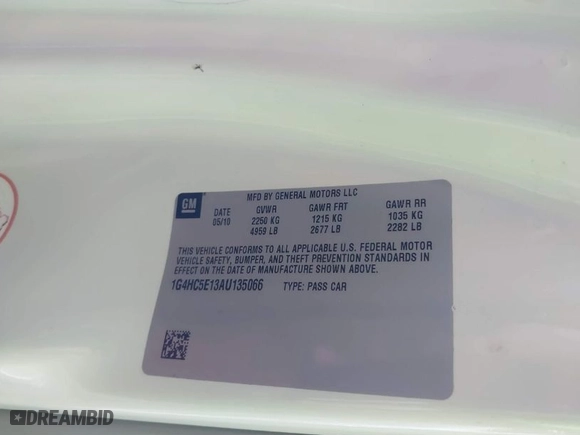 MFD BY GENERAL MOTORS LLC
GM DATE GVWR GAWR FRT GAWR RR
05/10 2250 KG 1215 KG 1035 KG
4959 LB 2677 LB 2282 LB
THIS VEHICLE CONFORMS TO ALL APPLICABLE U.S. FEDERAL MOTOR
VEHICLE SAFETY, BUMPER, AND THEFT PREVENTION STANDARDS IN
EFFECT ON THE DATE OF MANUFACTURE SHOWN ABOVE.
1G4HC5E13AU135066 TYPE: PASS CAR
DREAMBID